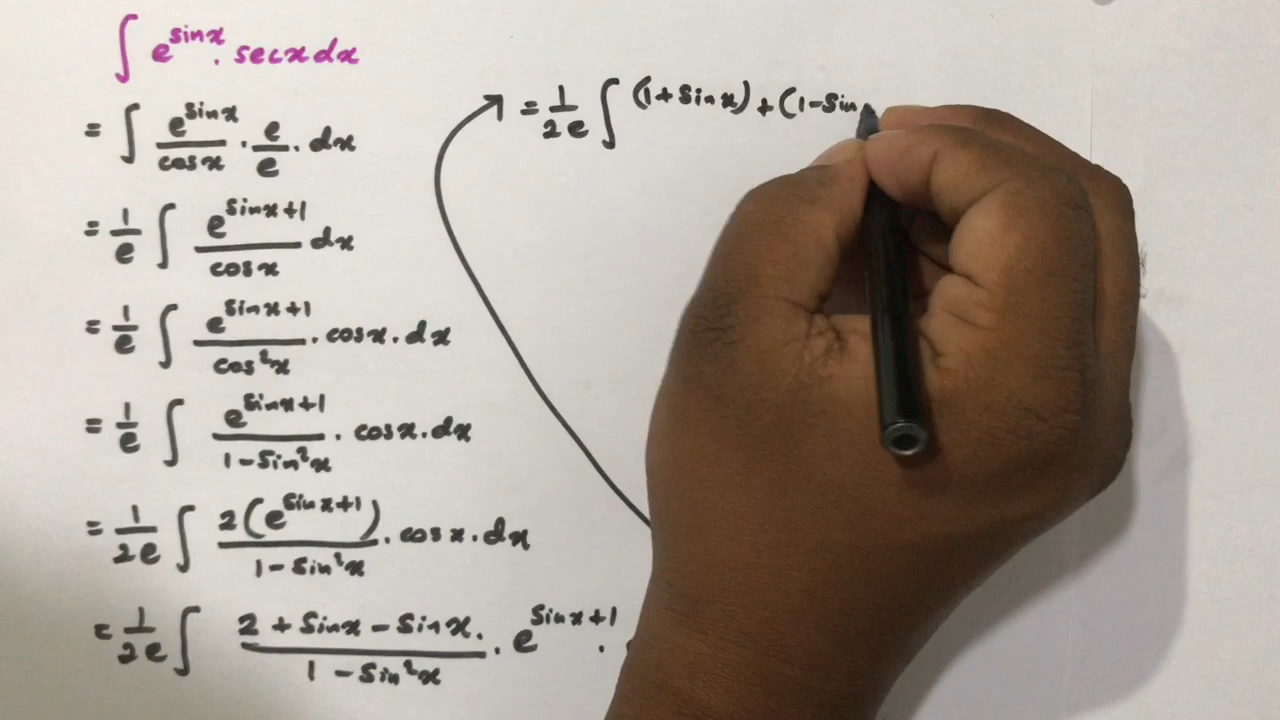 ∫ e^sinx . secx dx
= ∫ e^sinx/cosx . e/e . dx
= 1/e ∫ e^sinx+1/cosx dx
= 1/e ∫ e^sinx+1/cos²x . cosx . dx
= 1/e ∫ e^sinx+1/1-sin²x . cosx . dx
= 1/2e ∫ 2(e^sinx+1)/1-sin²x . cosx . dx
= 1/2e ∫ 2 + sinx - sinx./1 - sin²x . e^sinx+1 .
= 1/2e ∫ (1+sinx) + (1-sin